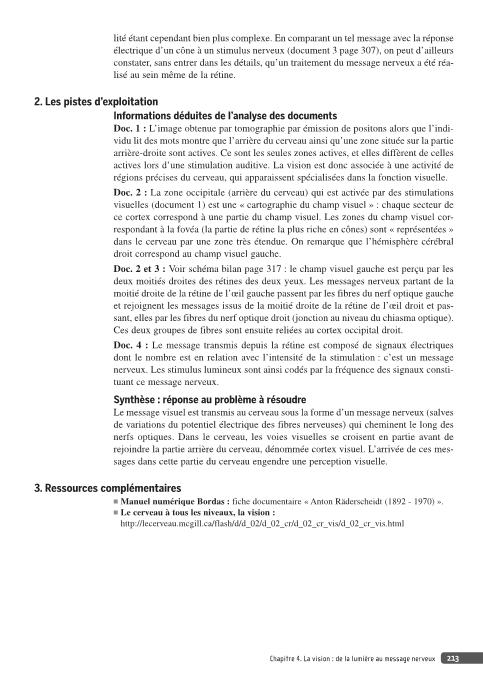 lité étant cependant bien plus complexe. En comparant un tel message avec la réponse
électrique d'un cône à un stimulus nerveux (document 3 page 307), on peut d'ailleurs
constater, sans entrer dans les détails, qu'un traitement du message nerveux a été réa-
lisé au sein même de la rétine.
2. Les pistes d'exploitation
Informations déduites de l'analyse des documents
Doc. 1 : L'image obtenue par tomographie par émission de positons alors que l'indi-
vidu lit des mots montre que l'arrière du cerveau ainsi qu'une zone située sur la partie
arrière-droite sont actives. Ce sont les seules zones actives, et elles diffèrent de celles
actives lors d'une stimulation auditive. La vision est donc associée à une activité de
régions précises du cerveau, qui apparaissent spécialisées dans la fonction visuelle.
Doc. 2 : La zone occipitale (arrière du cerveau) qui est activée par des stimulations
visuelles (document 1) est une « cartographie du champ visuel » : chaque secteur de
ce cortex correspond à une partie du champ visuel. Les zones du champ visuel cor-
respondant à la fovéa (la partie de rétine la plus riche en cônes) sont « représentées »
dans le cerveau par une zone très étendue. On remarque que l'hémisphère cérébral
droit correspond au champ visuel gauche.
Doc. 2 et 3 : Voir schéma bilan page 317 : le champ visuel gauche est perçu par les
deux moitiés droites des rétines des deux yeux. Les messages nerveux partant de la
moitié droite de la rétine de l'œil gauche passent par les fibres du nerf optique gauche
et rejoignent les messages issus de la moitié droite de la rétine de l'œil droit et pas-
sant, elles par les fibres du nerf optique droit (jonction au niveau du chiasma optique).
Ces deux groupes de fibres sont ensuite reliées au cortex occipital droit.
Doc. 4 : Le message transmis depuis la rétine est composé de signaux électriques
dont le nombre est en relation avec l'intensité de la stimulation : c'est un message
nerveux. Les stimulus lumineux sont ainsi codés par la fréquence des signaux consti-
tuant ce message nerveux.
Synthèse : réponse au problème à résoudre
Le message visuel est transmis au cerveau sous la forme d'un message nerveux (salves
de variations du potentiel électrique des fibres nerveuses) qui cheminent le long des
nerfs optiques. Dans le cerveau, les voies visuelles se croisent en partie avant de
rejoindre la partie arrière du cerveau, dénommée cortex visuel. L'arrivée de ces mes-
sages dans cette partie du cerveau engendre une perception visuelle.
3. Ressources complémentaires
■ Manuel numérique Bordas : fiche documentaire « Anton Räderscheidt (1892 - 1970) ».
■ Le cerveau à tous les niveaux, la vision :
http://lecerveau.mcgill.ca/flash/d/d_02/d_02_cr/d_02_cr_vis/d_02_cr_vis.html
Chapitre 4. La vision : de la lumière au message nerveux 213